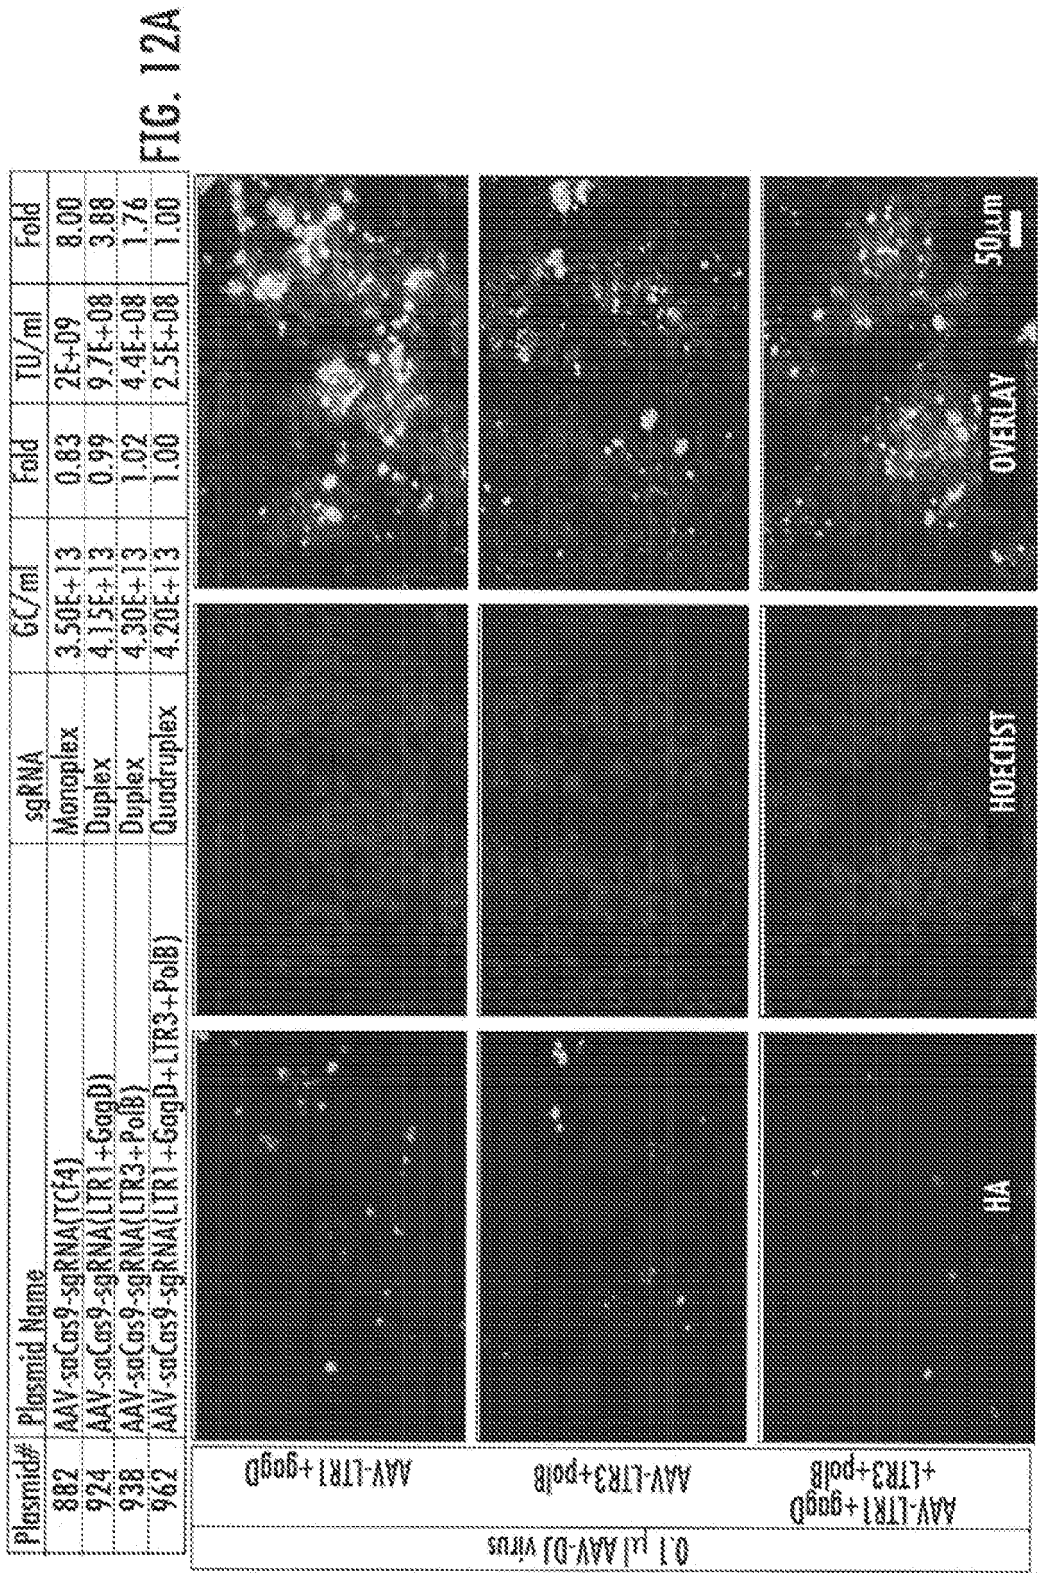 FIG. 12A
Plasmid# Plasmid Name sgRNA GC/ml Fold TU/ml Fold
882 AAV-saCas9-sgRNA(TCf4) Monoplex 3.50E+13 0.83 2E+09 8.00
924 AAV-saCas9-sgRNA(LTR1+GagD) Duplex 4.15E+13 0.99 9.7E+08 3.88
938 AAV-saCas9-sgRNA(LTR3+PolB) Duplex 4.30E+13 1.02 4.4E+08 1.76
962 AAV-saCas9-sgRNA(LTR1+GagD+LTR3+PolB) Quadruplex 4.20E+13 1.00 2.5E+08 1.00
0.1 μl AAV-DJ virus
AAV-LTR1+gagD
AAV-LTR3+polB
AAV-LTR1+gagD
+LTR3+polB
HA
HOECHST
OVERLAY
50μm